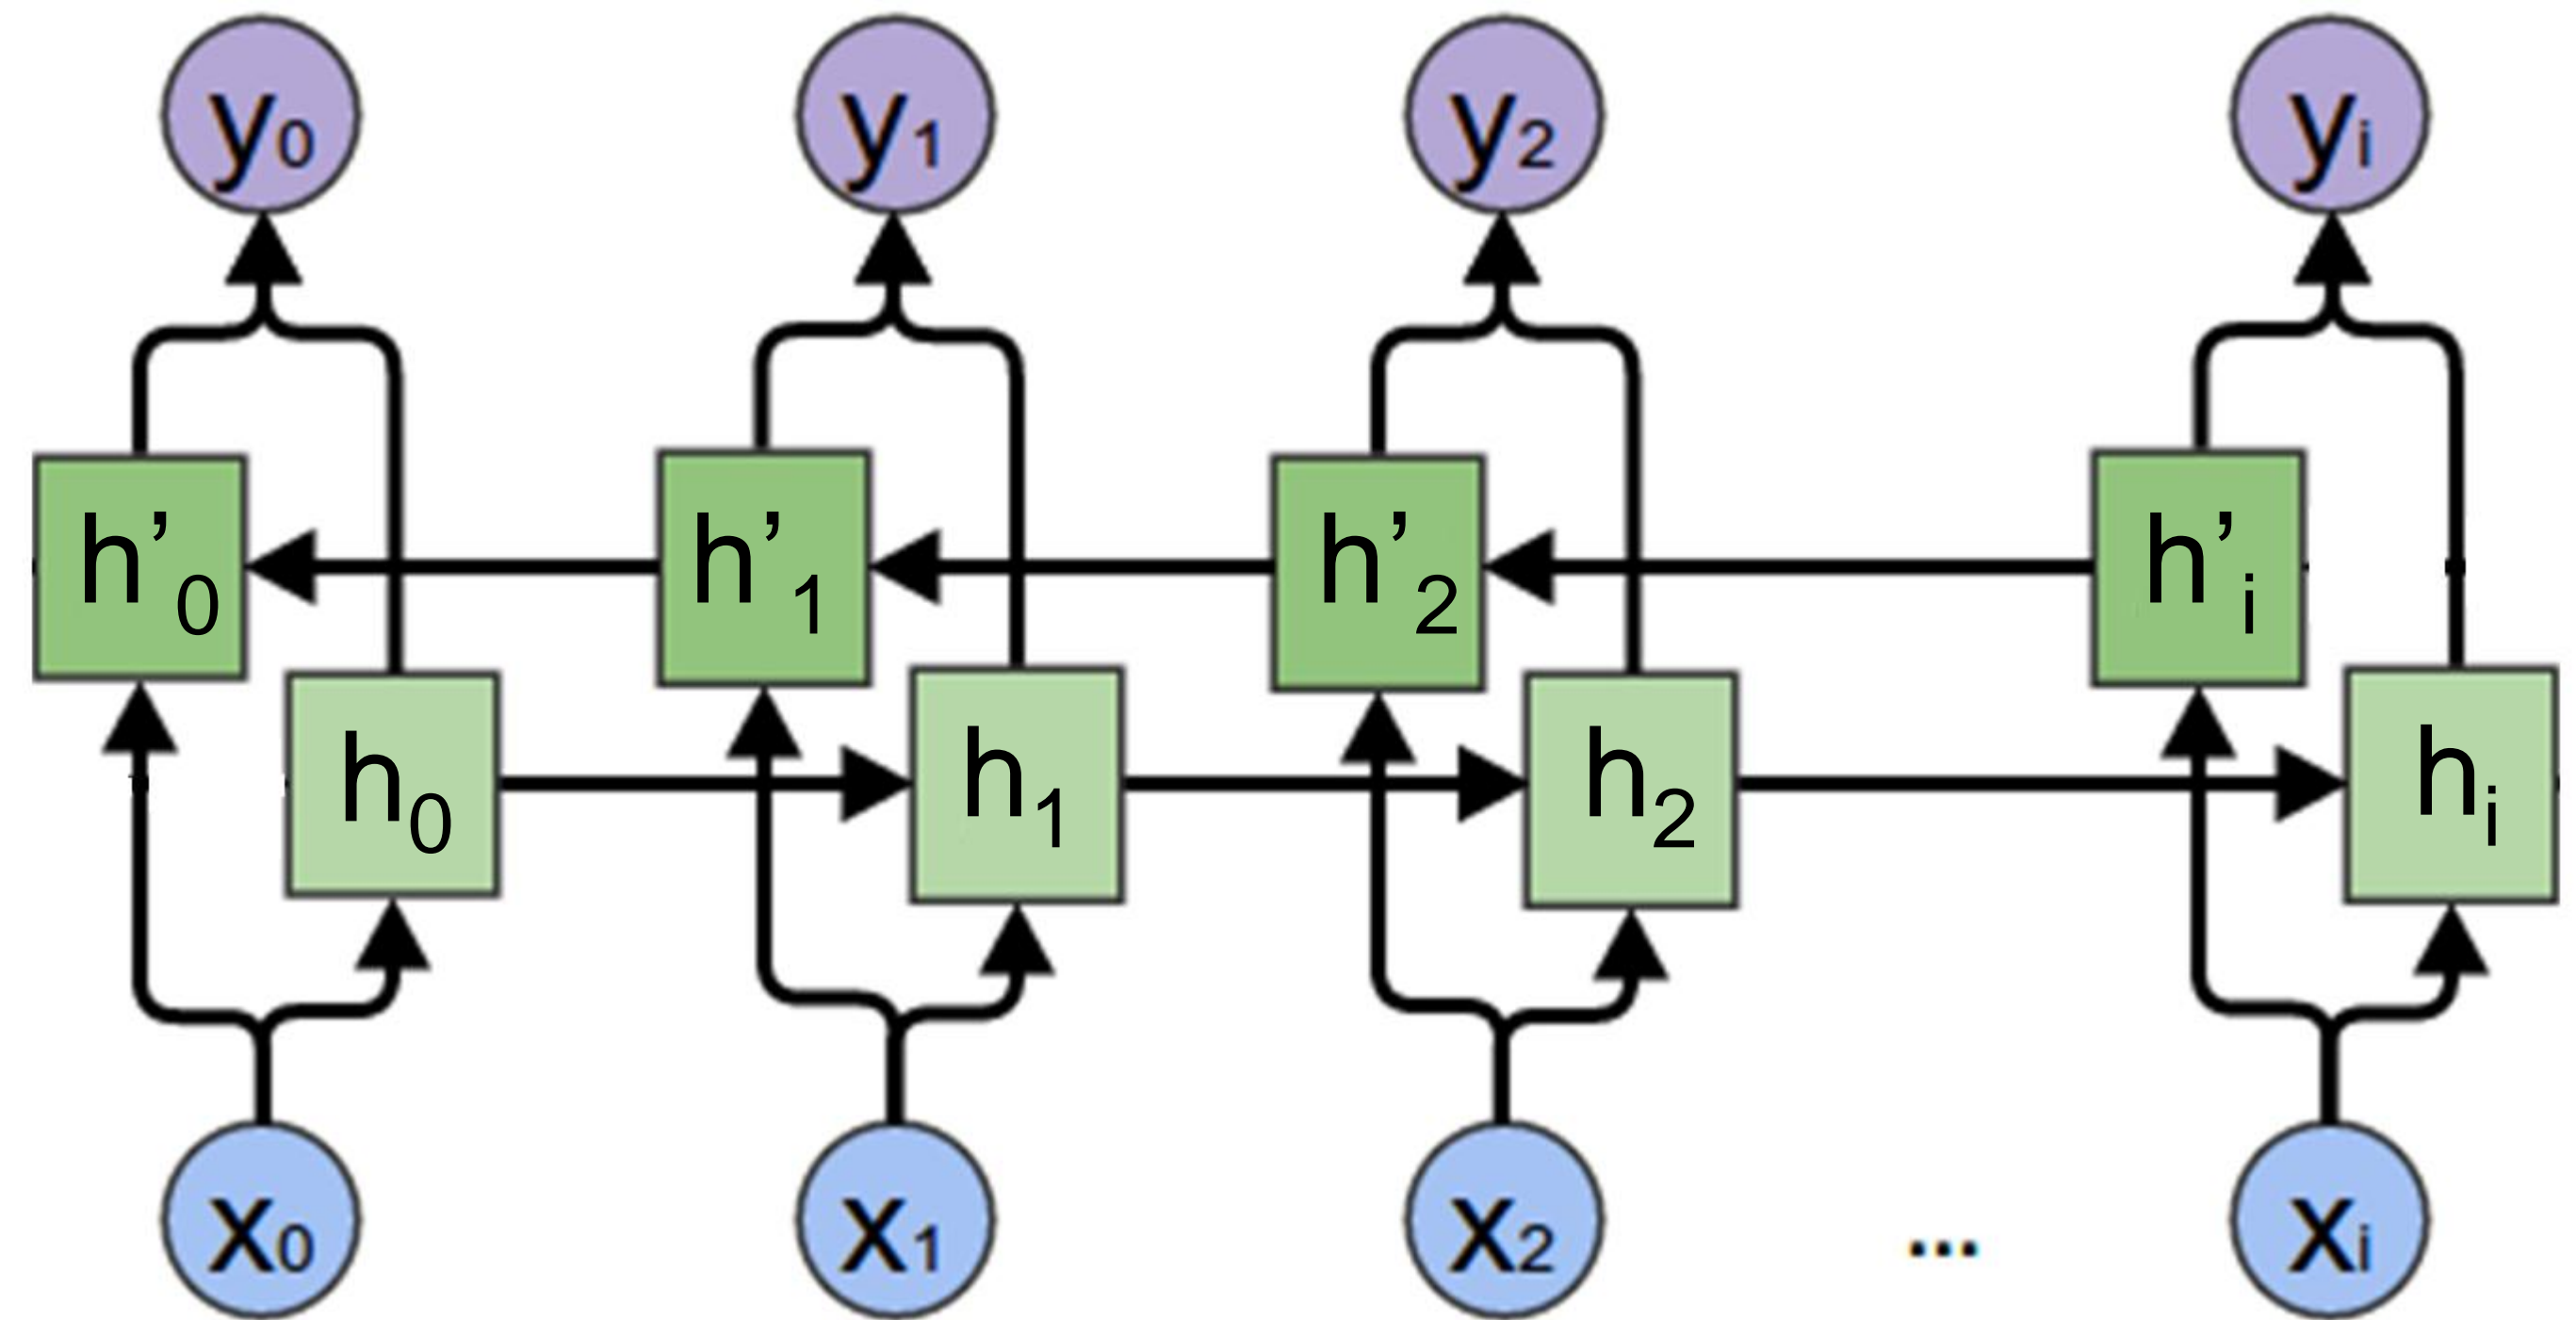 y0 y1 y2 yi
h’0 h’1 h’2 h’i
h0 h1 h2 hi
x0 x1 x2 ... xi